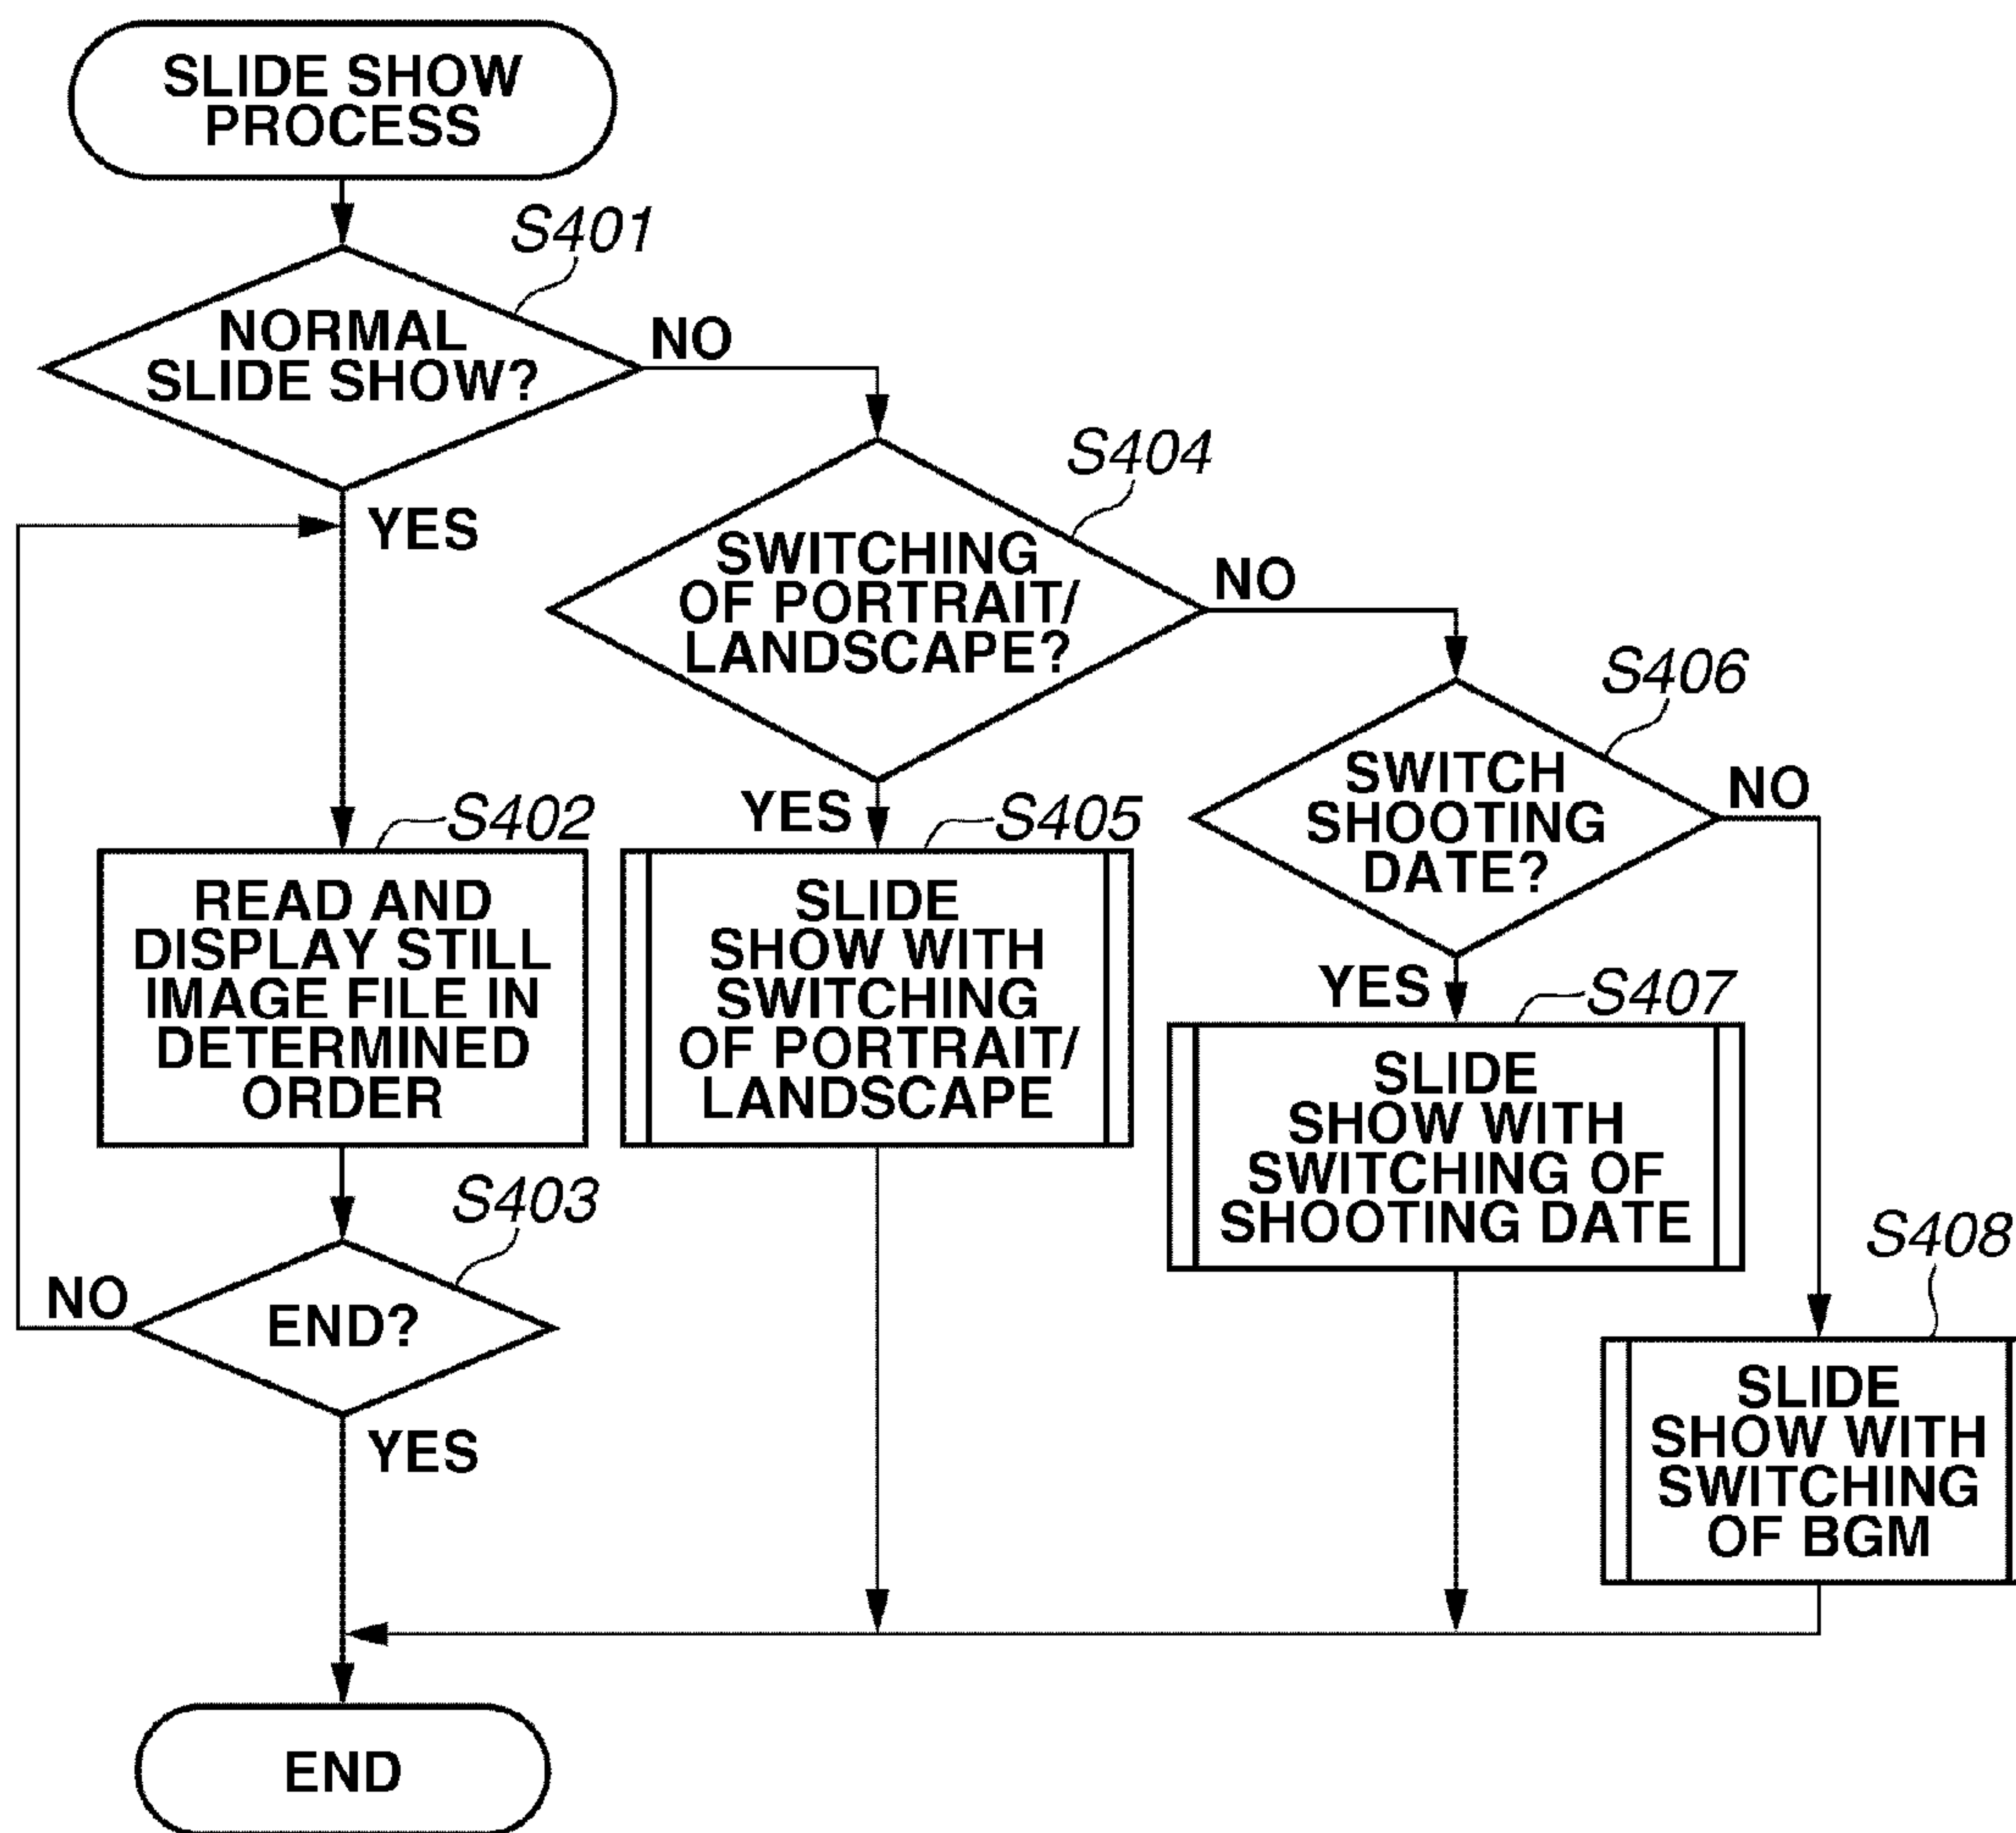 SLIDE SHOW
PROCESS
S401
NORMAL
SLIDE SHOW?
NO
YES
S404
SWITCHING
OF PORTRAIT/
LANDSCAPE?
NO
YES
S406
SWITCH
SHOOTING
DATE?
NO
YES
S402
READ AND
DISPLAY STILL
IMAGE FILE IN
DETERMINED
ORDER
S405
SLIDE
SHOW WITH
SWITCHING
OF PORTRAIT/
LANDSCAPE
S407
SLIDE
SHOW WITH
SWITCHING OF
SHOOTING DATE
S403
END?
NO
YES
S408
SLIDE
SHOW WITH
SWITCHING
OF BGM
END